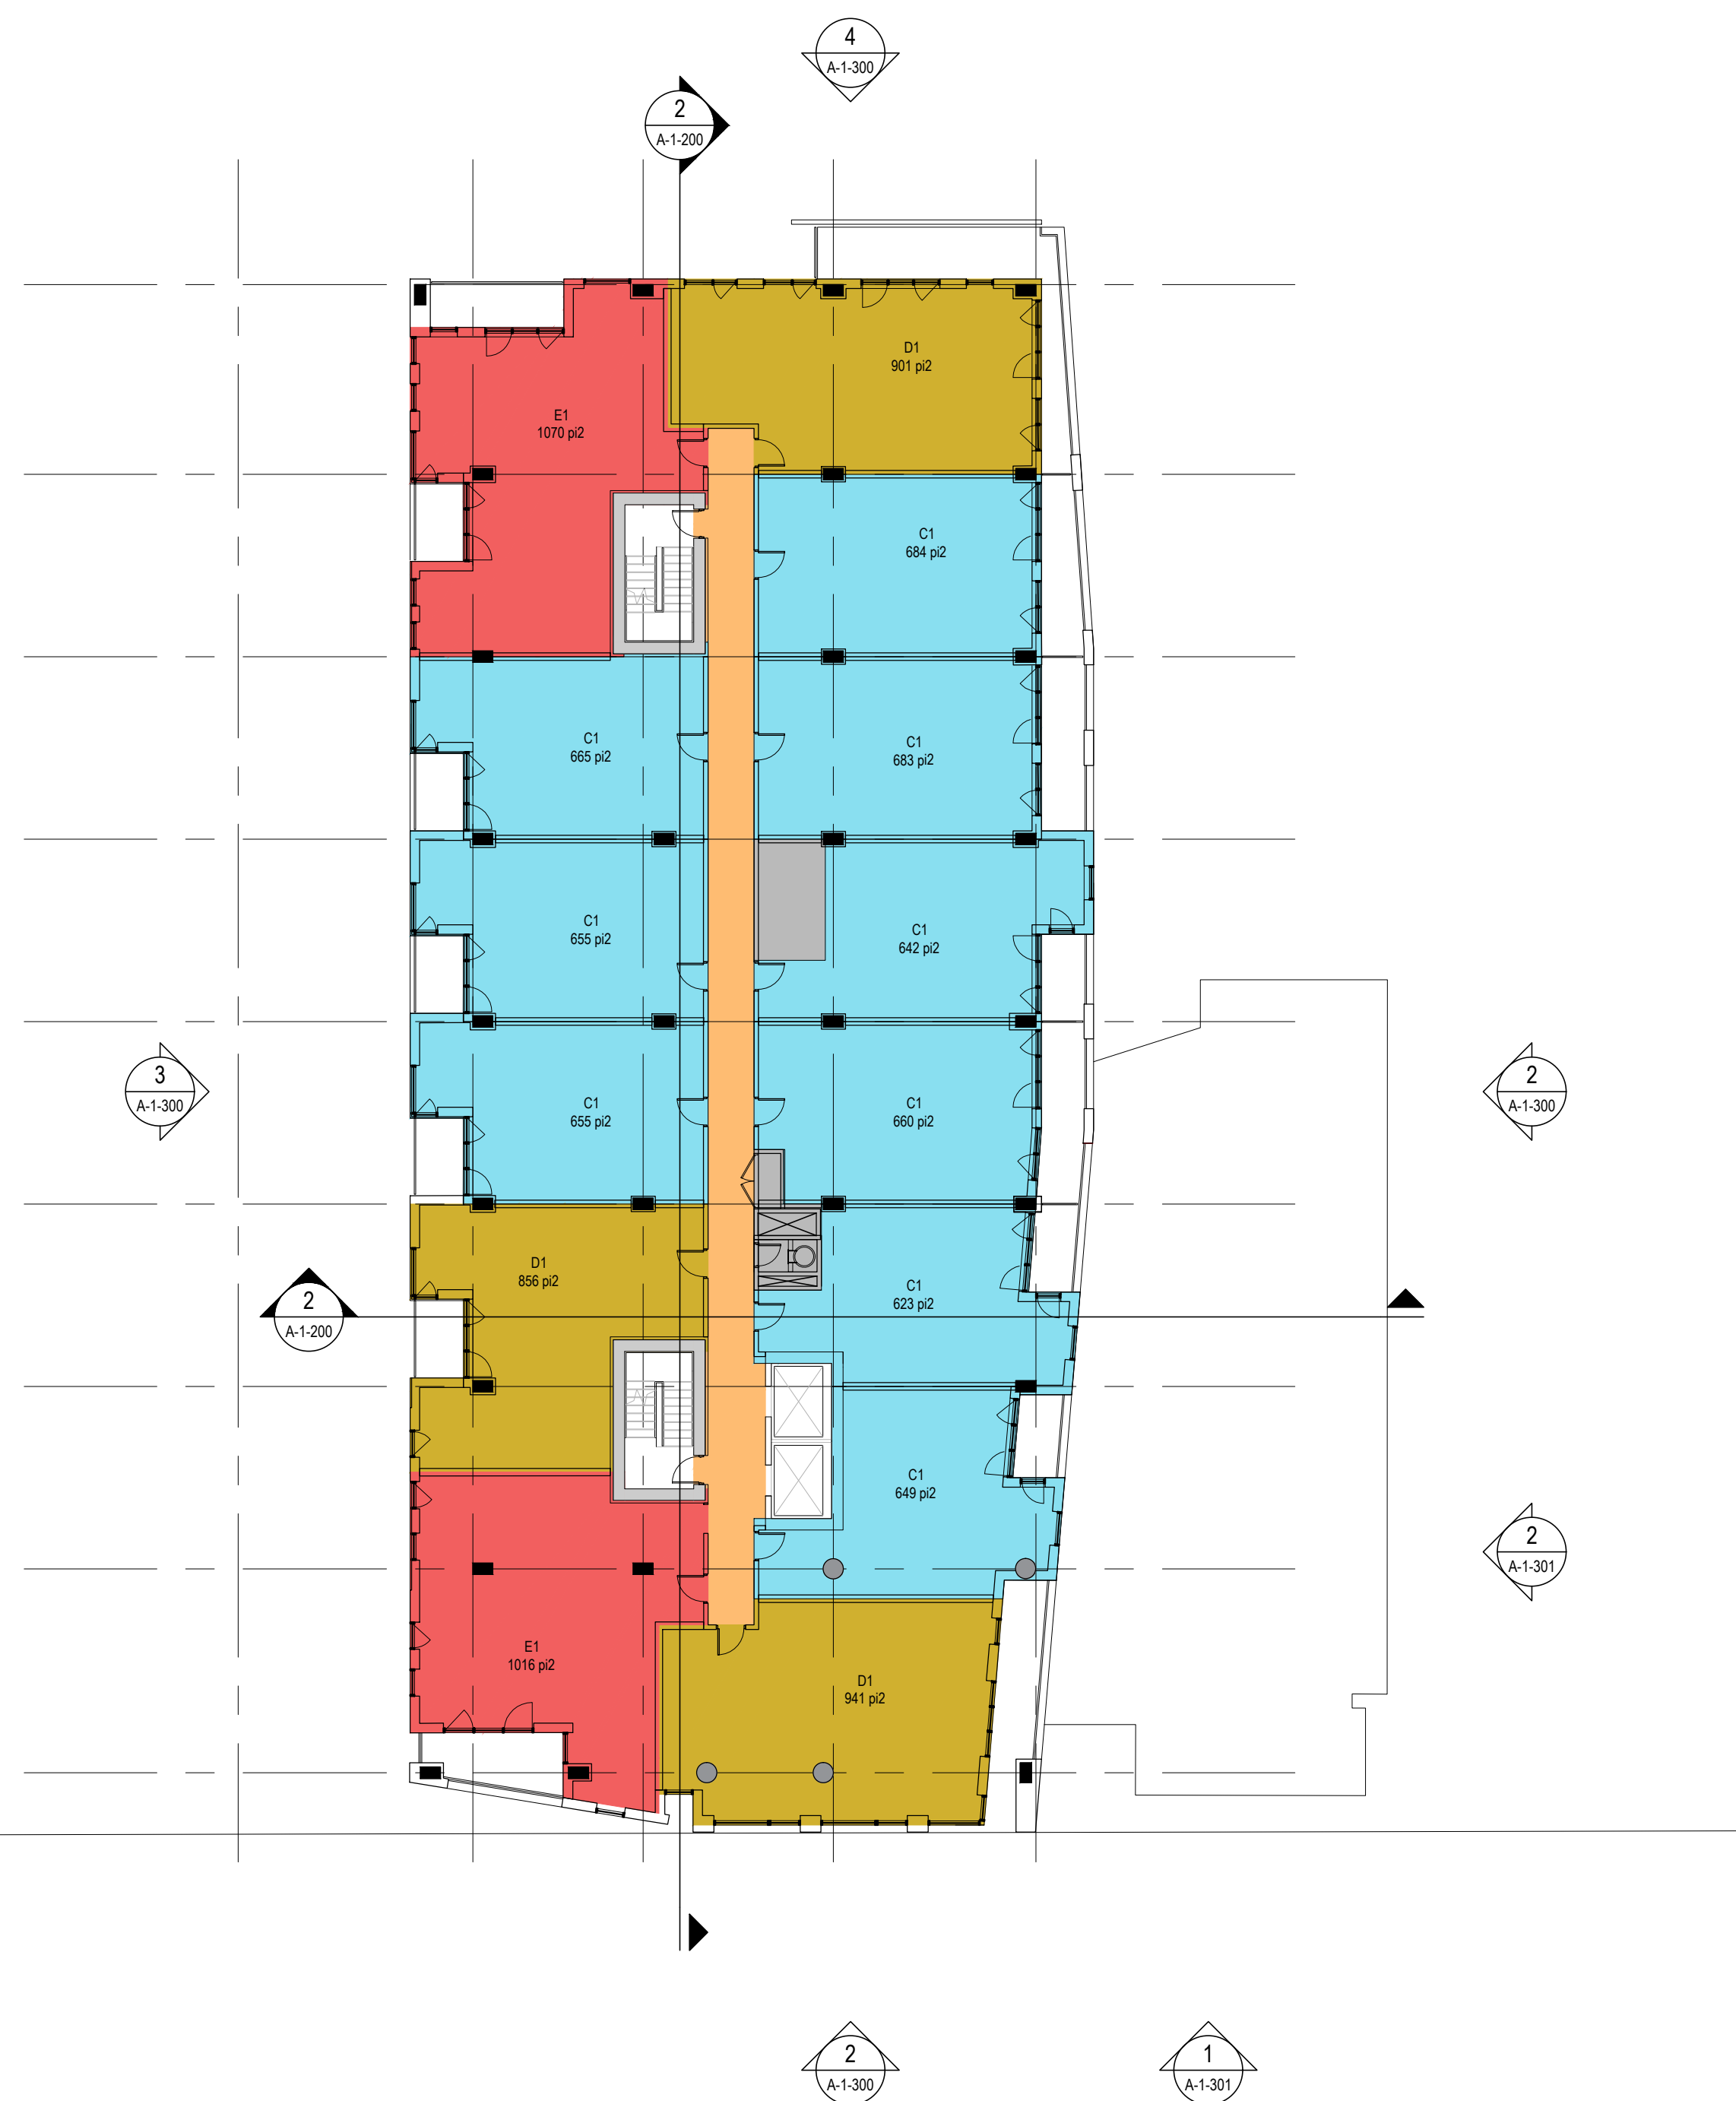 4
A-1-300
2
A-1-200
D1
901 pi2
E1
1070 pi2
C1
684 pi2
C1
665 pi2
C1
683 pi2
C1
655 pi2
C1
642 pi2
3
A-1-300
C1
655 pi2
C1
660 pi2
2
A-1-300
2
A-1-200
D1
856 pi2
C1
623 pi2
C1
649 pi2
2
A-1-301
E1
1016 pi2
D1
941 pi2
2
A-1-300
1
A-1-301